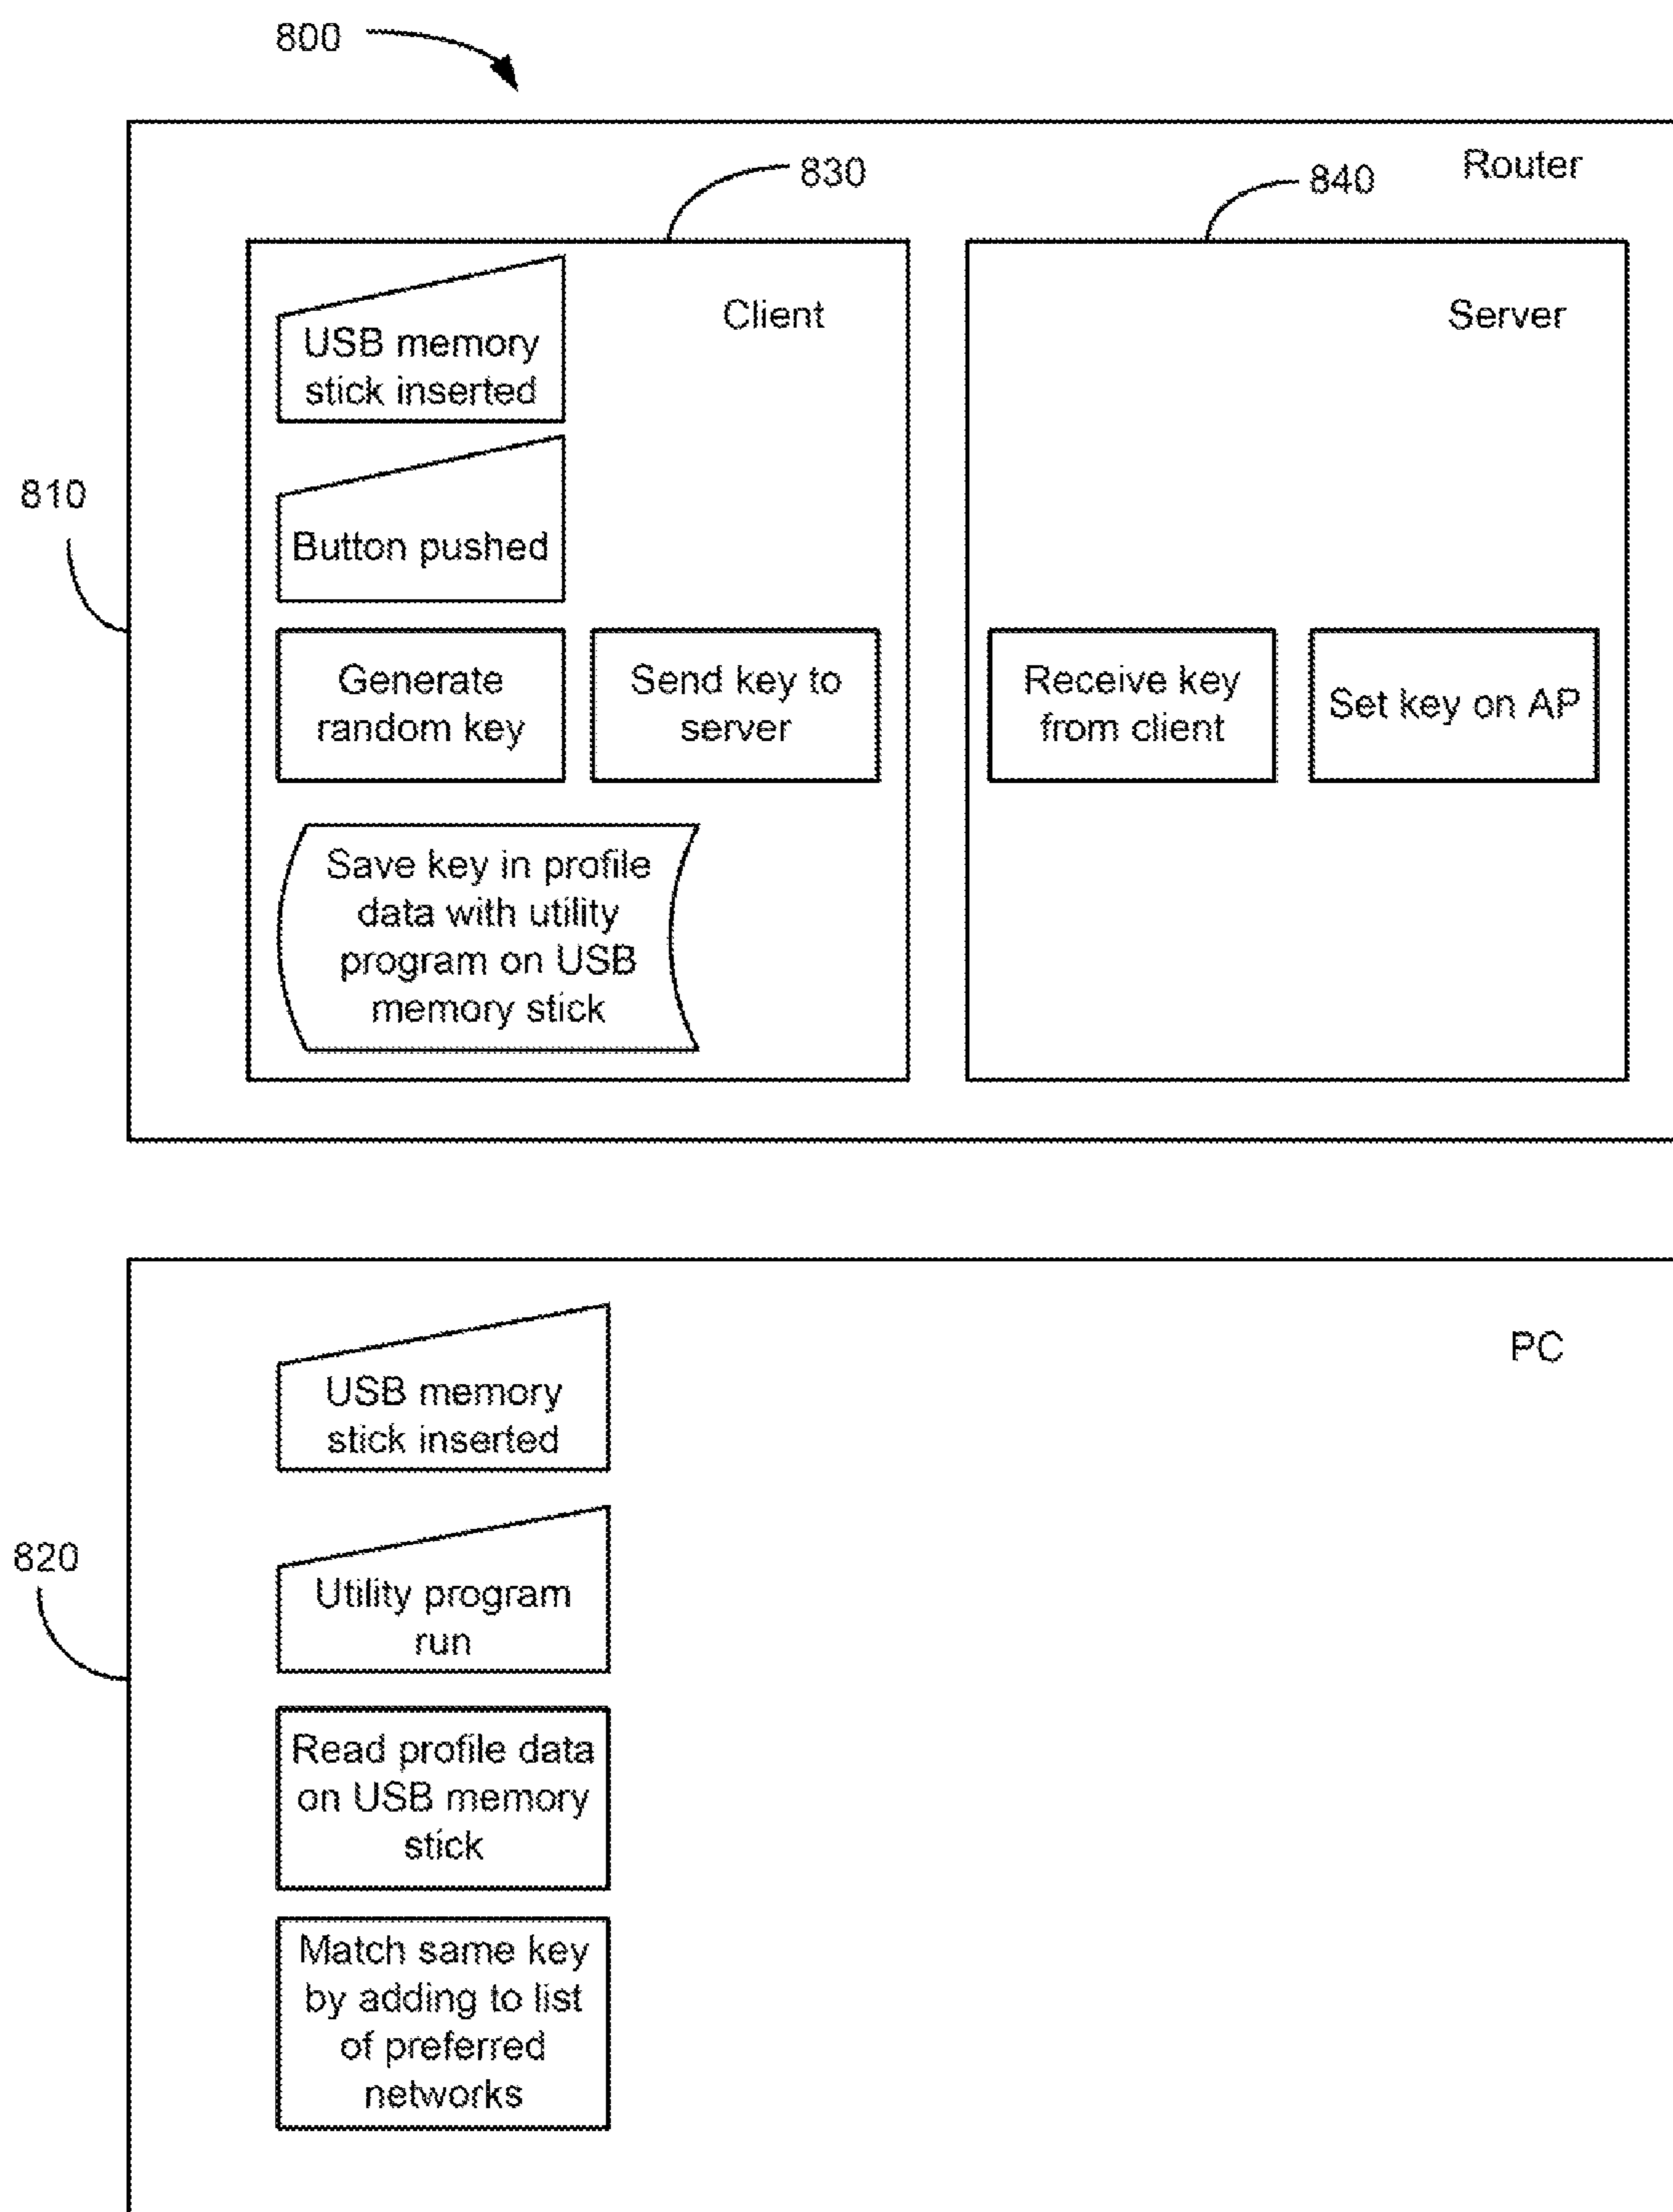 800
Router
830
840
Client
Server
USB memory
stick inserted
Button pushed
810
Generate
random key
Send key to
server
Receive key
from client
Set key on AP
Save key in profile
data with utility
program on USB
memory stick
PC
USB memory
stick inserted
820
Utility program
run
Read profile data
on USB memory
stick
Match same key
by adding to list
of preferred
networks